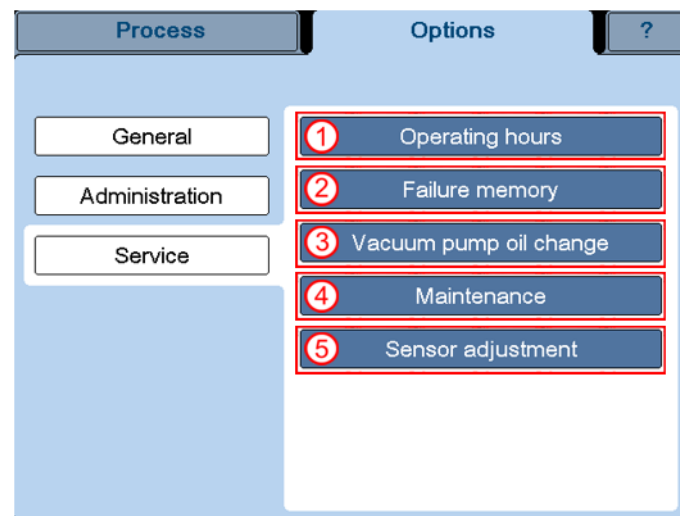 Process Options ?
General
Administration
Service
1 Operating hours
2 Failure memory
3 Vacuum pump oil change
4 Maintenance
5 Sensor adjustment